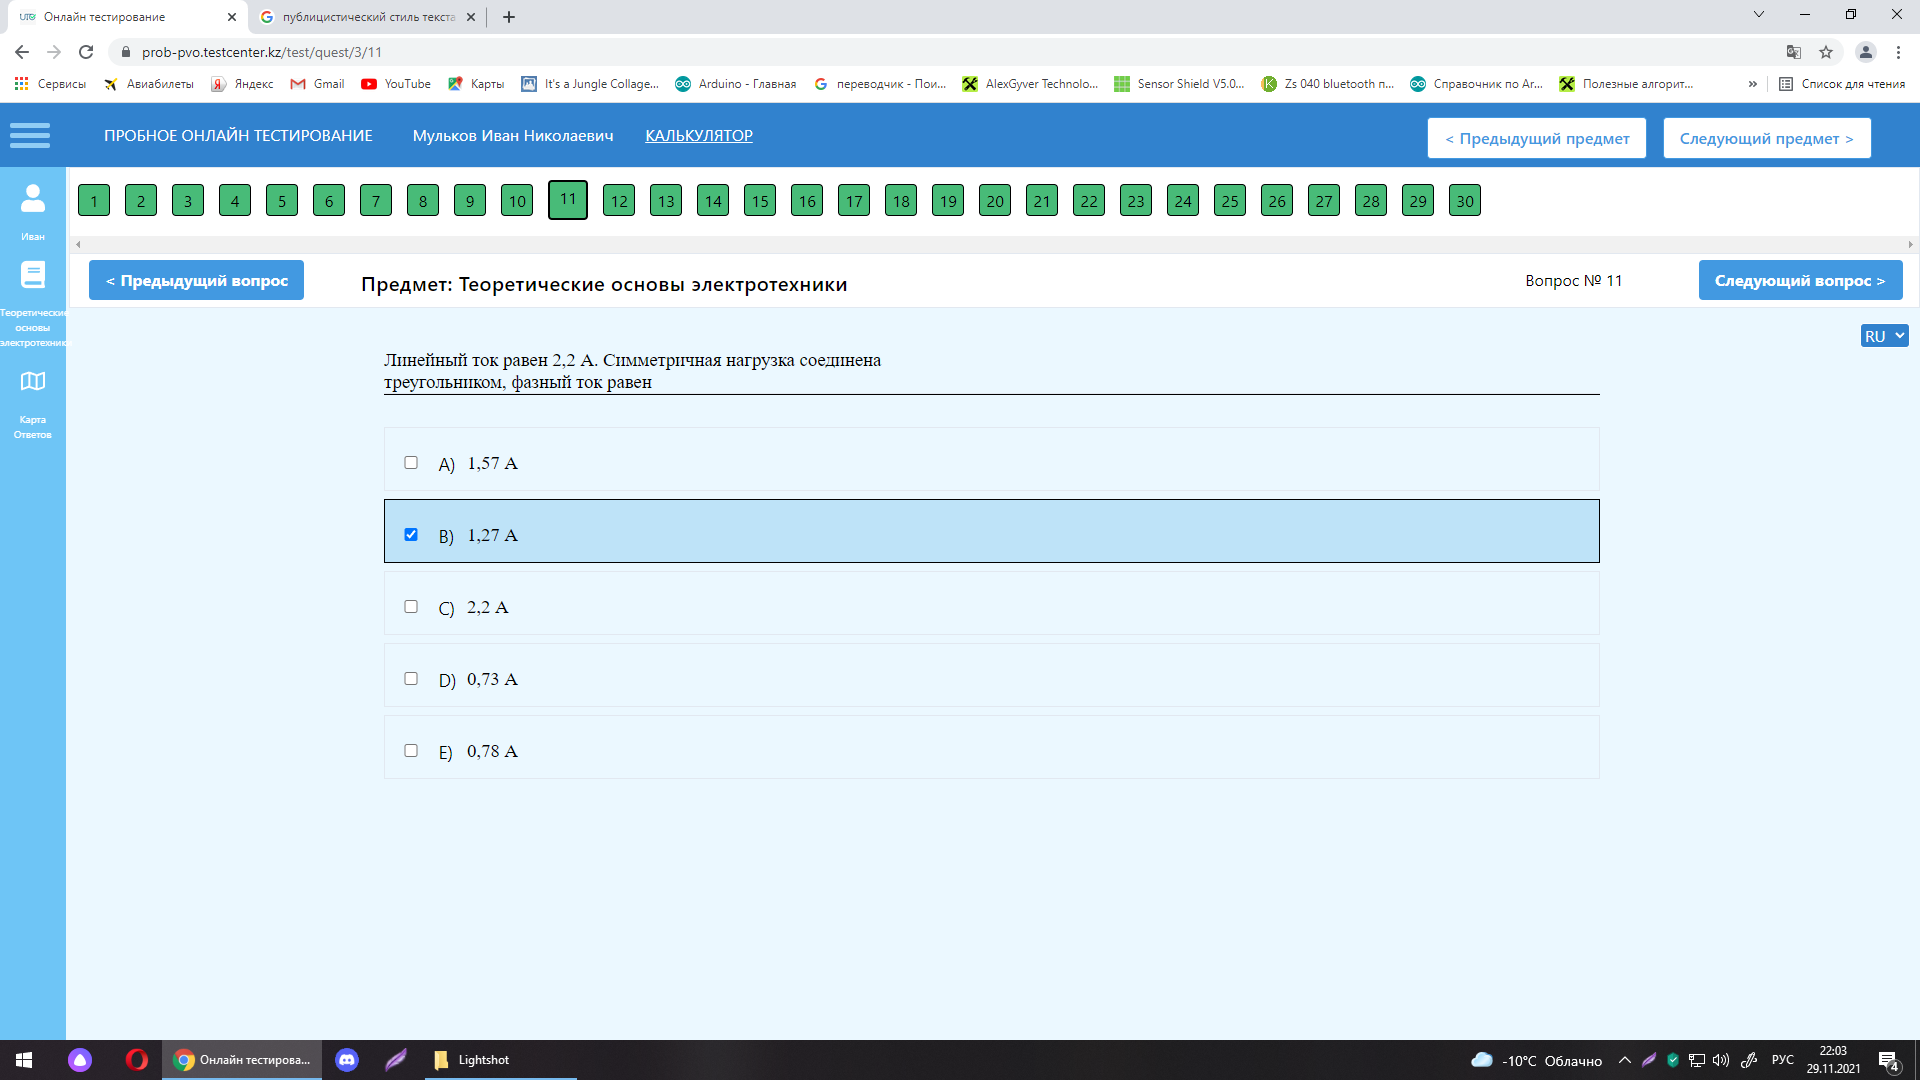 Онлайн тестирование
публицистический стиль текста
prob-pvo.testcenter.kz/test/quest/3/11
Сервисы
Авиабилеты
Яндекс
Gmail
YouTube
Карты
It's a Jungle Collage...
Arduino - Главная
переводчик - Пои...
AlexGyver Technolo...
Sensor Shield V5.0...
Zs 040 bluetooth п...
Справочник по Ar...
Полезные алгорит...
»
Список для чтения
ПРОБНОЕ ОНЛАЙН ТЕСТИРОВАНИЕ
Мульков Иван Николаевич
КАЛЬКУЛЯТОР
< Предыдущий предмет
Следующий предмет >
1 2 3 4 5 6 7 8 9 10 11 12 13 14 15 16 17 18 19 20 21 22 23 24 25 26 27 28 29 30
Иван
Теоретические
основы
электротехник
Карта
Ответов
< Предыдущий вопрос
Предмет: Теоретические основы электротехники
Вопрос № 11
Следующий вопрос >
RU
Линейный ток равен 2,2 А. Симметричная нагрузка соединена
треугольником, фазный ток равен
A) 1,57 А
B) 1,27 А
C) 2,2 А
D) 0,73 А
E) 0,78 А
Онлайн тестирова...
Lightshot
-10°C Облачно
РУС
22:03
29.11.2021
4